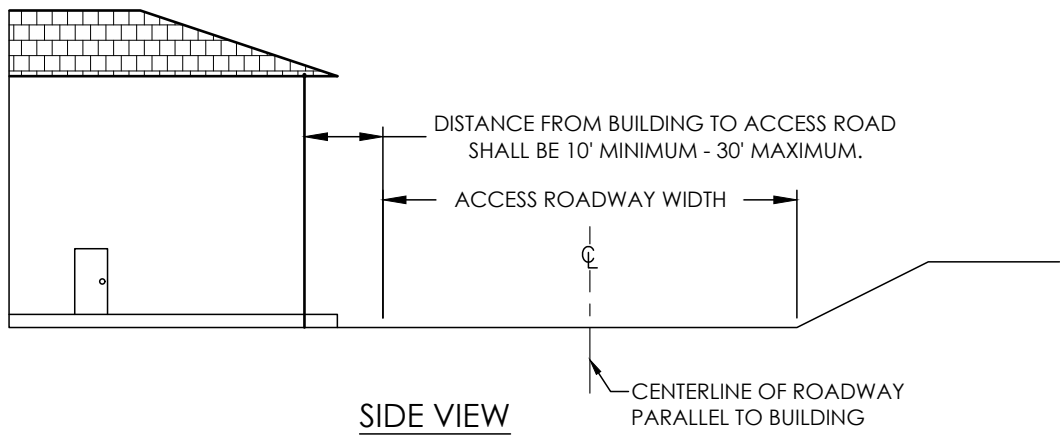 DISTANCE FROM BUILDING TO ACCESS ROAD
SHALL BE 10' MINIMUM - 30' MAXIMUM.
ACCESS ROADWAY WIDTH
℄
CENTERLINE OF ROADWAY
PARALLEL TO BUILDING
SIDE VIEW